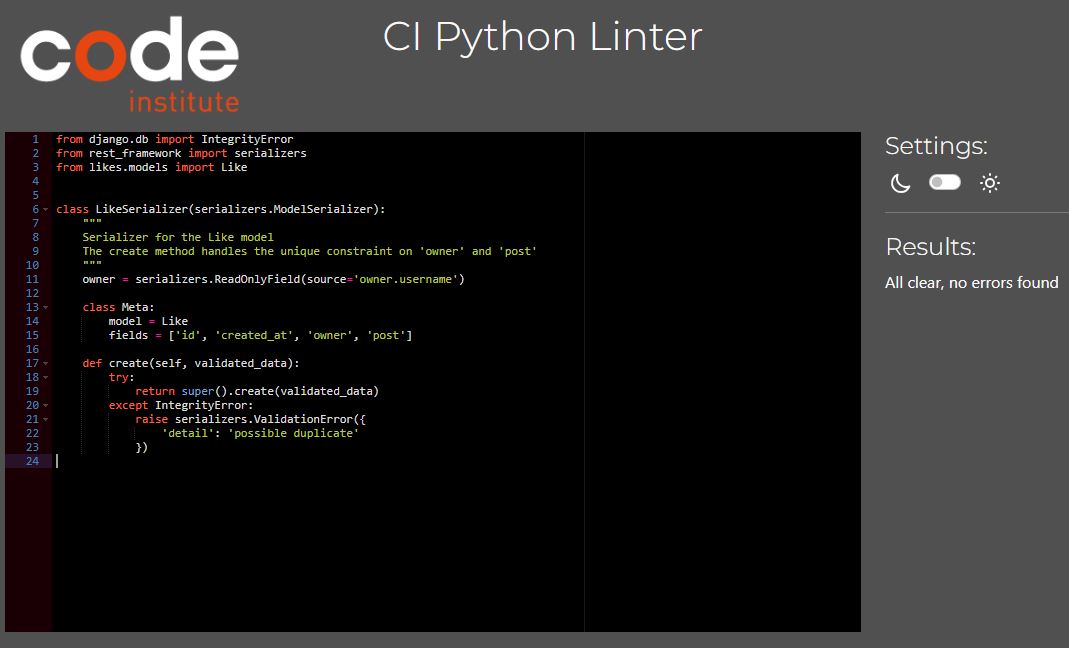 code
institute
CI Python Linter
1 from django.db import IntegrityError
2 from rest_framework import serializers
3 from likes.models import Like
4
5
6 class LikeSerializer(serializers.ModelSerializer):
7     """
8     Serializer for the Like model
9     The create method handles the unique constraint on 'owner' and 'post'
10     """
11     owner = serializers.ReadOnlyField(source='owner.username')
12
13     class Meta:
14         model = Like
15         fields = ['id', 'created_at', 'owner', 'post']
16
17     def create(self, validated_data):
18         try:
19             return super().create(validated_data)
20         except IntegrityError:
21             raise serializers.ValidationError({
22                 'detail': 'possible duplicate'
23             })
24
Settings:
Results:
All clear, no errors found